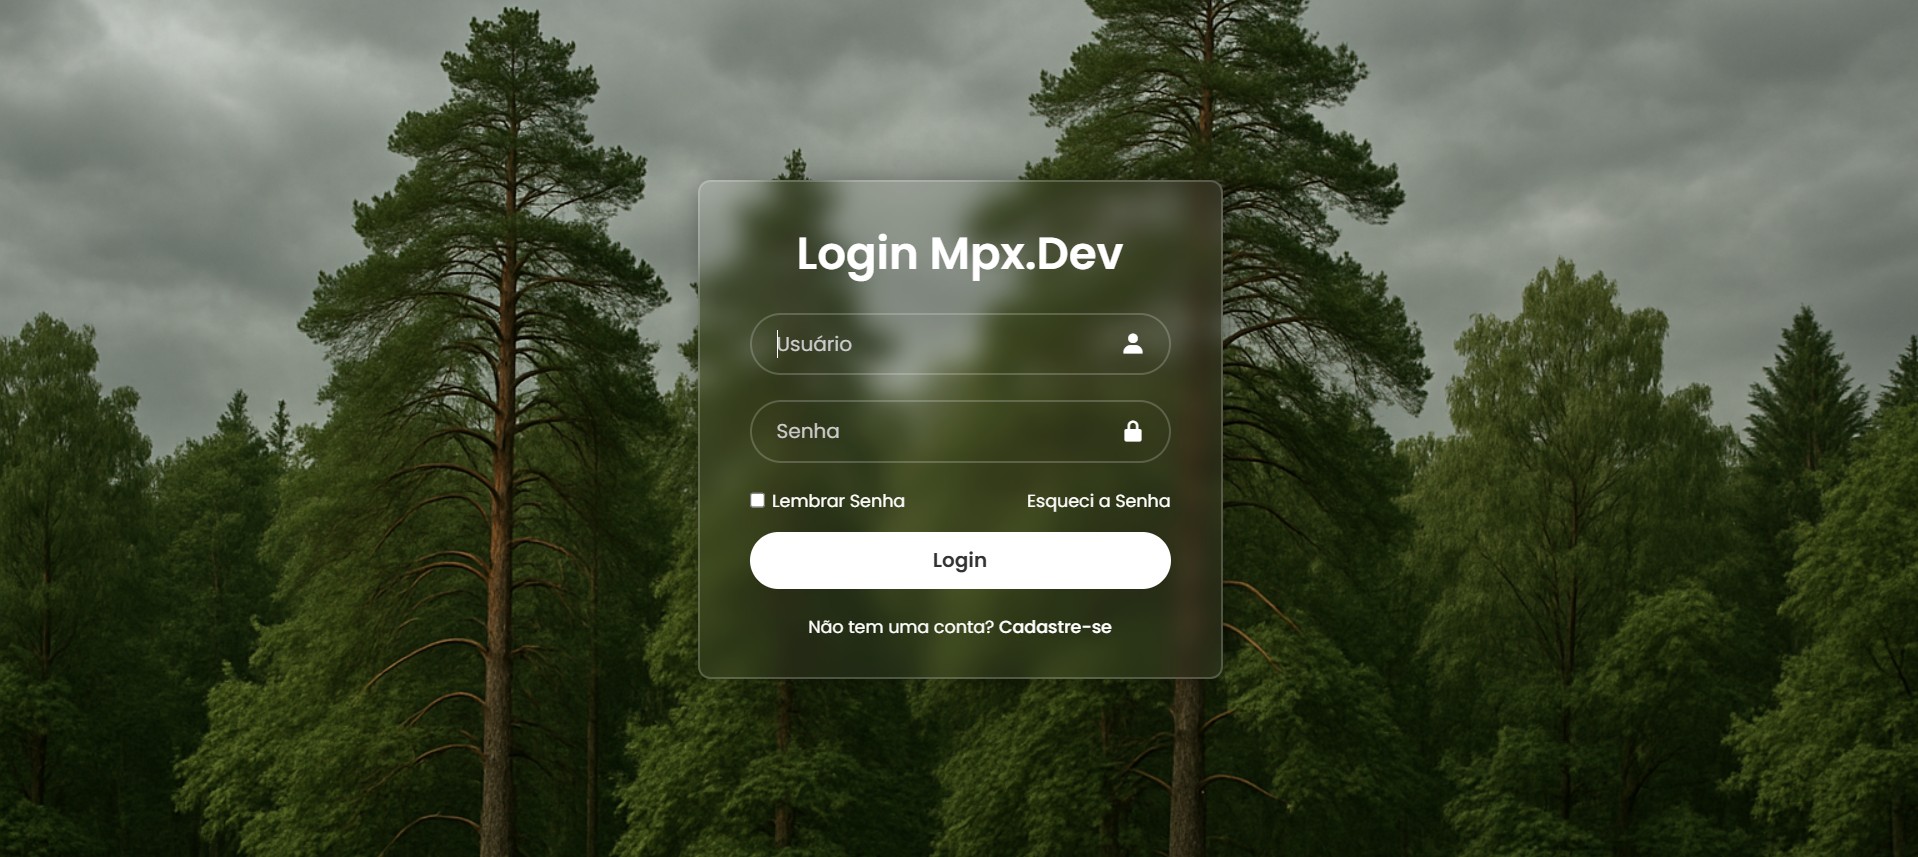 Login Mpx.Dev
Usuário
Senha
Lembrar Senha Esqueci a Senha
Login
Não tem uma conta? Cadastre-se